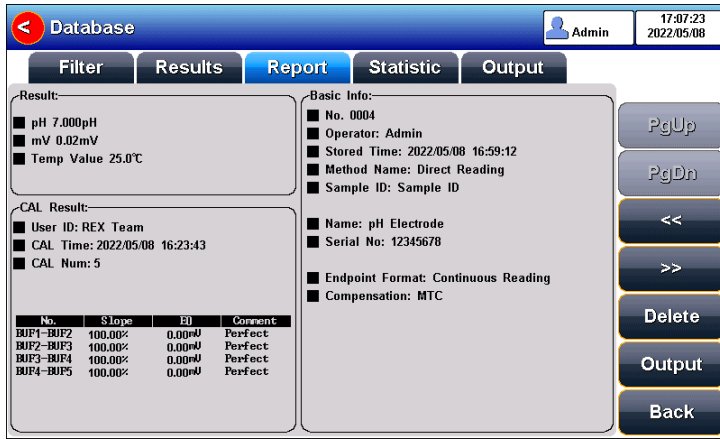 < Database
Admin
17:07:23
2022/05/08
Filter
Results
Report
Statistic
Output
Result:
pH 7.000pH
mV 0.02mV
Temp Value 25.0℃
CAL Result:
User ID: REX Team
CAL Time: 2022/05/08 16:23:43
CAL Num: 5
No. Slope E0 Comment
BUF1-BUF2 100.00% 0.00mV Perfect
BUF2-BUF3 100.00% 0.00mV Perfect
BUF3-BUF4 100.00% 0.00mV Perfect
BUF4-BUF5 100.00% 0.00mV Perfect
Basic Info:
No. 0004
Operator: Admin
Stored Time: 2022/05/08 16:59:12
Method Name: Direct Reading
Sample ID: Sample ID
Name: pH Electrode
Serial No: 12345678
Endpoint Format: Continuous Reading
Compensation: MTC
PgUp
PgDn
<<
>>
Delete
Output
Back